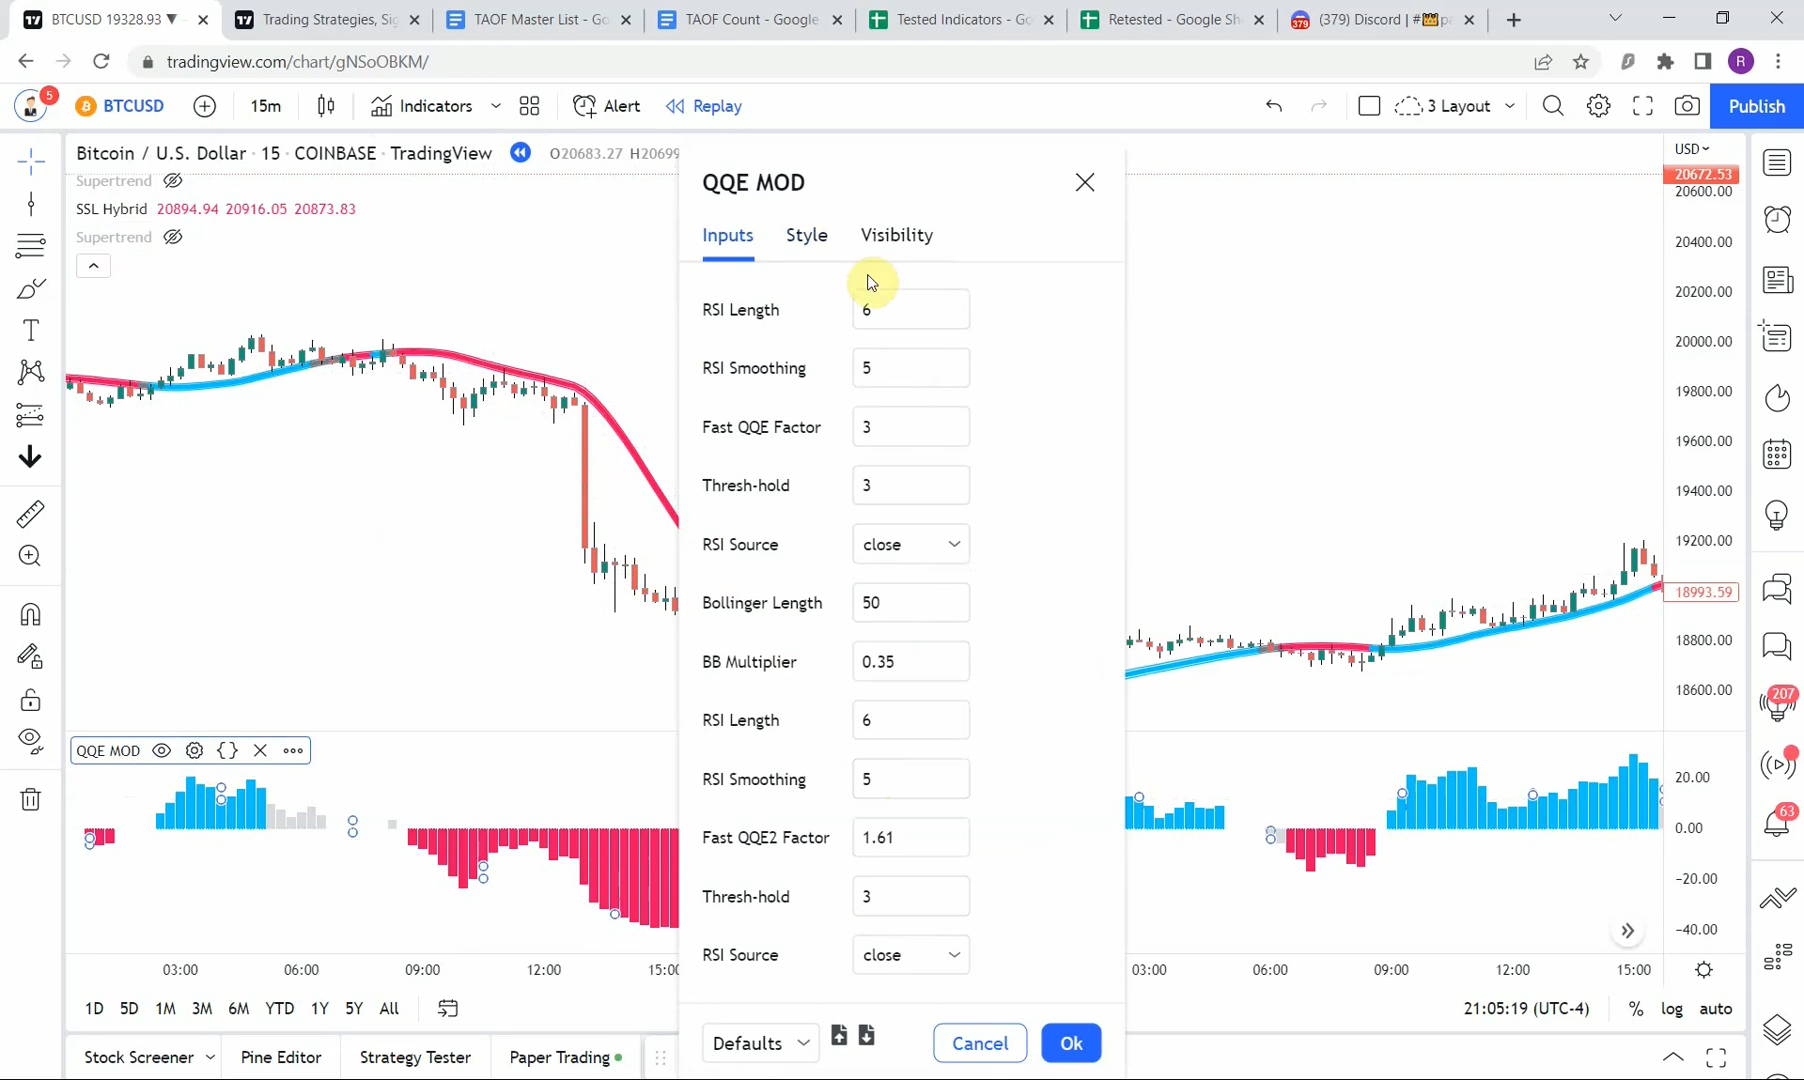 BTCUSD 19328.93 ▼
Trading Strategies, Sig
TAOF Master List - Go
TAOF Count - Google
Tested Indicators - Go
Retested - Google Sh
(379) Discord | #
379
tradingview.com/chart/gNSoOBKM/
R
5
BTCUSD
15m
Indicators
Alert
Replay
3 Layout
Publish
Bitcoin / U.S. Dollar · 15 · COINBASE · TradingView
O20683.27 H20699
Supertrend
SSL Hybrid 20894.94 20916.05 20873.83
Supertrend
USD
20672.53
20600.00
20400.00
20200.00
20000.00
19800.00
19600.00
19400.00
19200.00
18993.59
18800.00
18600.00
QQE MOD
Inputs Style Visibility
RSI Length 6
RSI Smoothing 5
Fast QQE Factor 3
Thresh-hold 3
RSI Source close
Bollinger Length 50
BB Multiplier 0.35
RSI Length 6
RSI Smoothing 5
Fast QQE2 Factor 1.61
Thresh-hold 3
RSI Source close
Defaults Cancel Ok
QQE MOD
20.00
0.00
−20.00
−40.00
207
63
03:00 06:00 09:00 12:00 15:00 03:00 06:00 09:00 12:00 15:00
1D 5D 1M 3M 6M YTD 1Y 5Y All
21:05:19 (UTC-4) % log auto
Stock Screener Pine Editor Strategy Tester Paper Trading